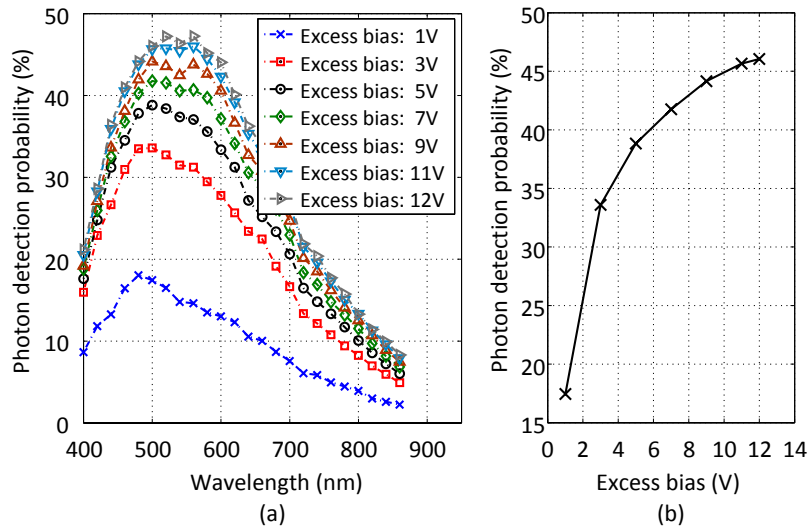 Photon detection probability (%)
50
40
30
20
10
0
400
500
600
700
800
900
Wavelength (nm)
(a)
Excess bias: 1V
Excess bias: 3V
Excess bias: 5V
Excess bias: 7V
Excess bias: 9V
Excess bias: 11V
Excess bias: 12V
Photon detection probability (%)
50
45
40
35
30
25
20
15
0
2
4
6
8
10
12
14
Excess bias (V)
(b)